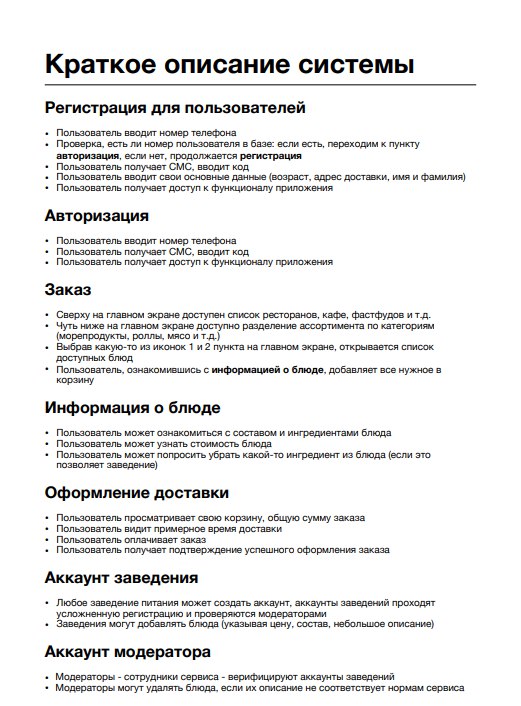 Краткое описание системы
Регистрация для пользователей
• Пользователь вводит номер телефона
• Проверка, есть ли номер пользователя в базе: если есть, переходим к пункту
авторизация, если нет, продолжается регистрация
• Пользователь получает СМС, вводит код
• Пользователь вводит свои основные данные (возраст, адрес доставки, имя и фамилия)
• Пользователь получает доступ к функционалу приложения
Авторизация
• Пользователь вводит номер телефона
• Пользователь получает СМС, вводит код
• Пользователь получает доступ к функционалу приложения
Заказ
• Сверху на главном экране доступен список ресторанов, кафе, фастфудов и т.д.
• Чуть ниже на главном экране доступно разделение ассортимента по категориям
(морепродукты, роллы, мясо и т.д.)
• Выбрав какую-то из иконок 1 и 2 пункта на главном экране, открывается список
доступных блюд
• Пользователь, ознакомившись с информацией о блюде, добавляет все нужное в
корзину
Информация о блюде
• Пользователь может ознакомиться с составом и ингредиентами блюда
• Пользователь может узнать стоимость блюда
• Пользователь может попросить убрать какой-то ингредиент из блюда (если это
позволяет заведение)
Оформление доставки
• Пользователь просматривает свою корзину, общую сумму заказа
• Пользователь видит примерное время доставки
• Пользователь оплачивает заказ
• Пользователь получает подтверждение успешного оформления заказа
Аккаунт заведения
• Любое заведение питания может создать аккаунт, аккаунты заведений проходят
усложненную регистрацию и проверяются модераторами
• Заведения могут добавлять блюда (указывая цену, состав, небольшое описание)
Аккаунт модератора
• Модераторы - сотрудники сервиса - верифицируют аккаунты заведений
• Модераторы могут удалять блюда, если их описание не соответствует нормам сервиса